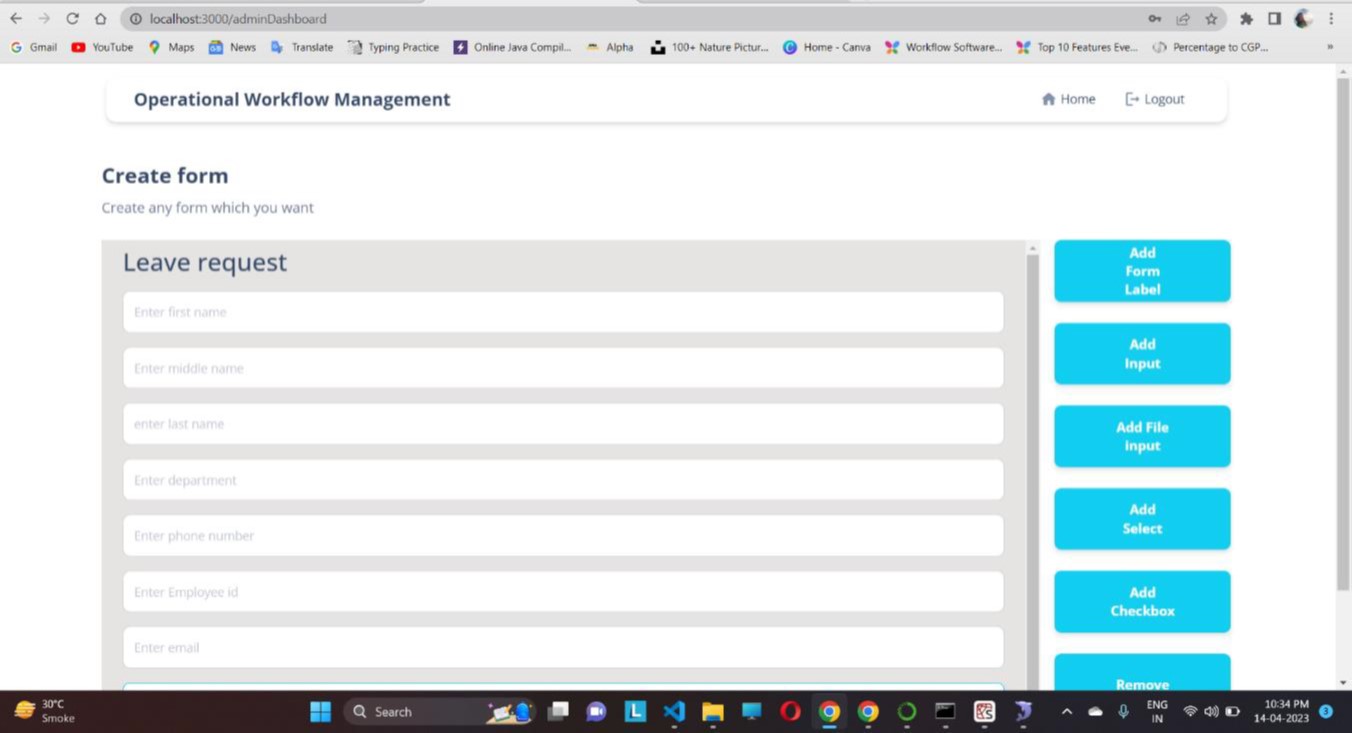 localhost:3000/adminDashboard
Gmail YouTube Maps News Translate Typing Practice Online Java Compil... Alpha 100+ Nature Pictur... Home - Canva Workflow Software... Top 10 Features Eve... Percentage to CGP... »
Operational Workflow Management Home Logout
Create form
Create any form which you want
Leave request
Enter first name
Enter middle name
enter last name
Enter department
Enter phone number
Enter Employee id
Enter email
Add
Form
Label
Add
Input
Add File
Input
Add
Select
Add
Checkbox
Remove
30°C
Smoke
Search
ENG
IN
10:34 PM
14-04-2023
3